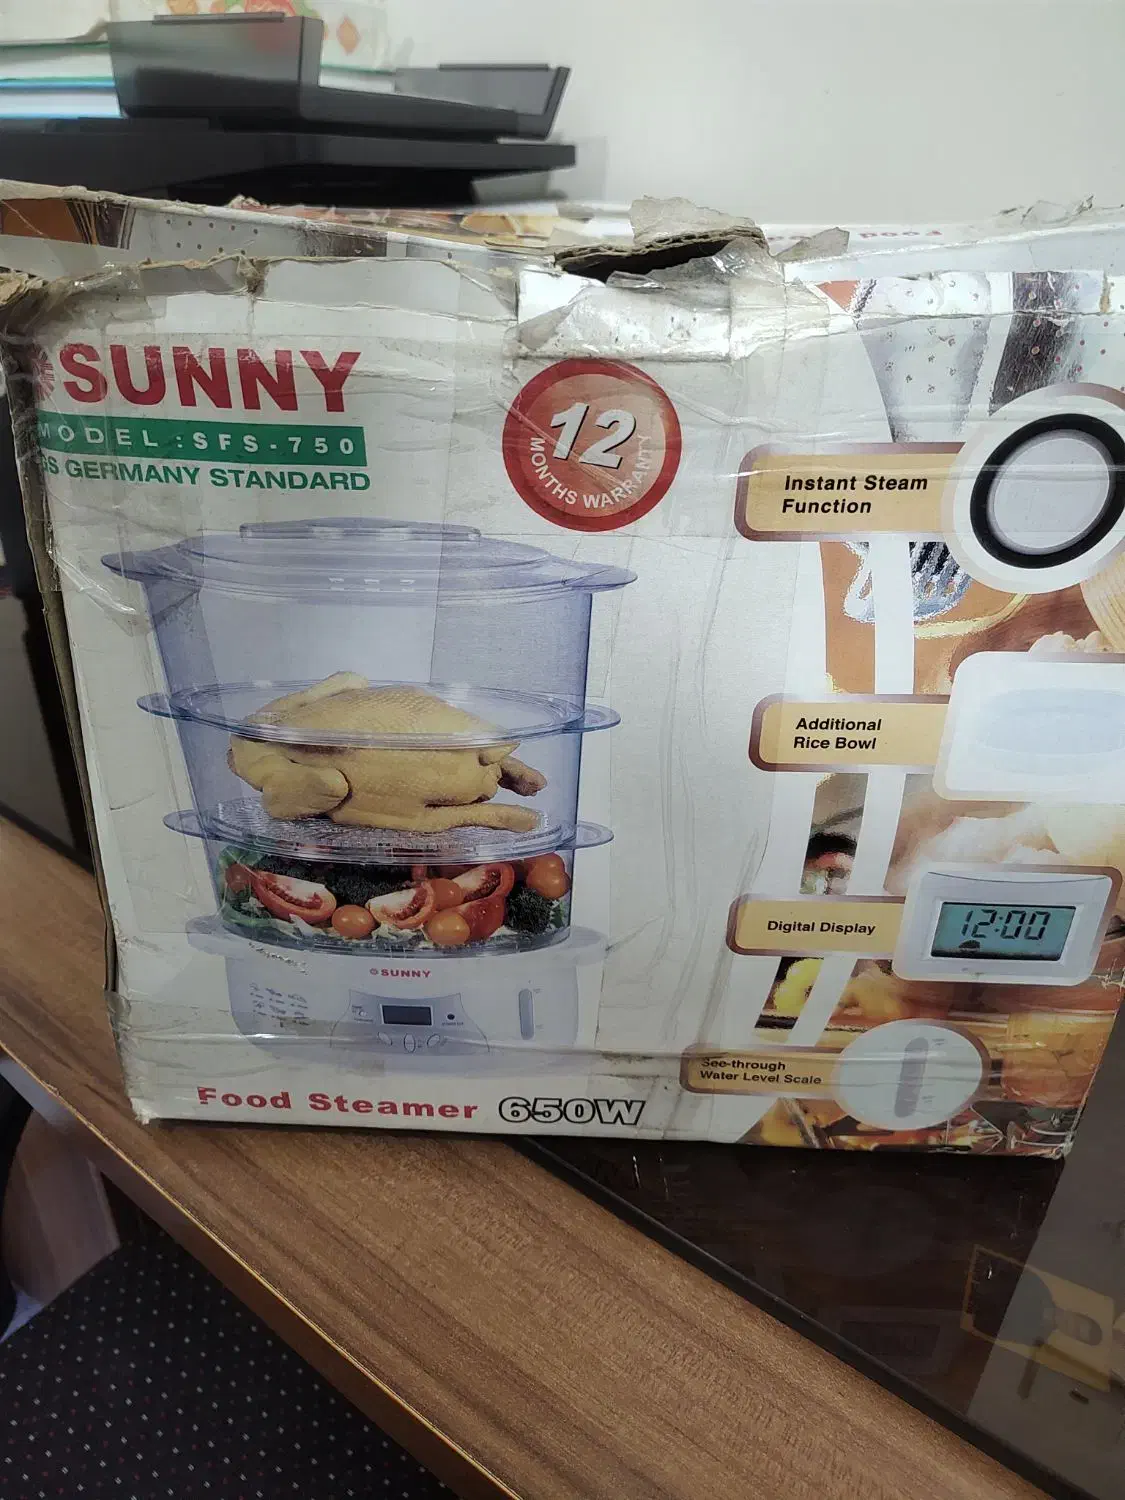 SUNNY
MODEL : SFS-750
GS GERMANY STANDARD
12
MONTHS WARRANTY
Instant Steam
Function
Additional
Rice Bowl
Digital Display
12:00
See-through
Water Level Scale
SUNNY
Food Steamer 650W
Food